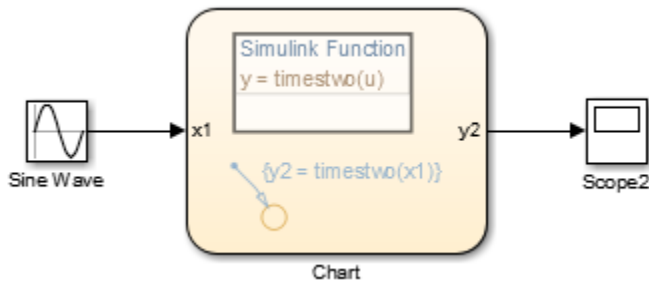 Simulink Function
y = timestwo(u)
x1
y2
{y2 = timestwo(x1)}
Sine Wave
Scope2
Chart